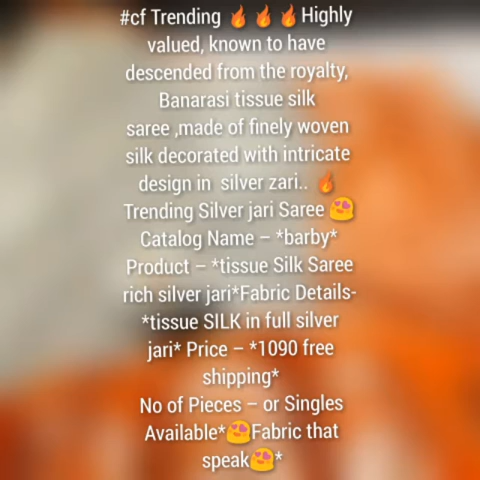 #cf Trending 🔥🔥🔥Highly
valued, known to have
descended from the royalty,
Banarasi tissue silk
saree ,made of finely woven
silk decorated with intricate
design in  silver zari.. 🔥
Trending Silver jari Saree 😍
Catalog Name – *barby*
Product – *tissue Silk Saree
rich silver jari*Fabric Details-
*tissue SILK in full silver
jari* Price – *1090 free
shipping*
No of Pieces – or Singles
Available*😍Fabric that
speak😍*